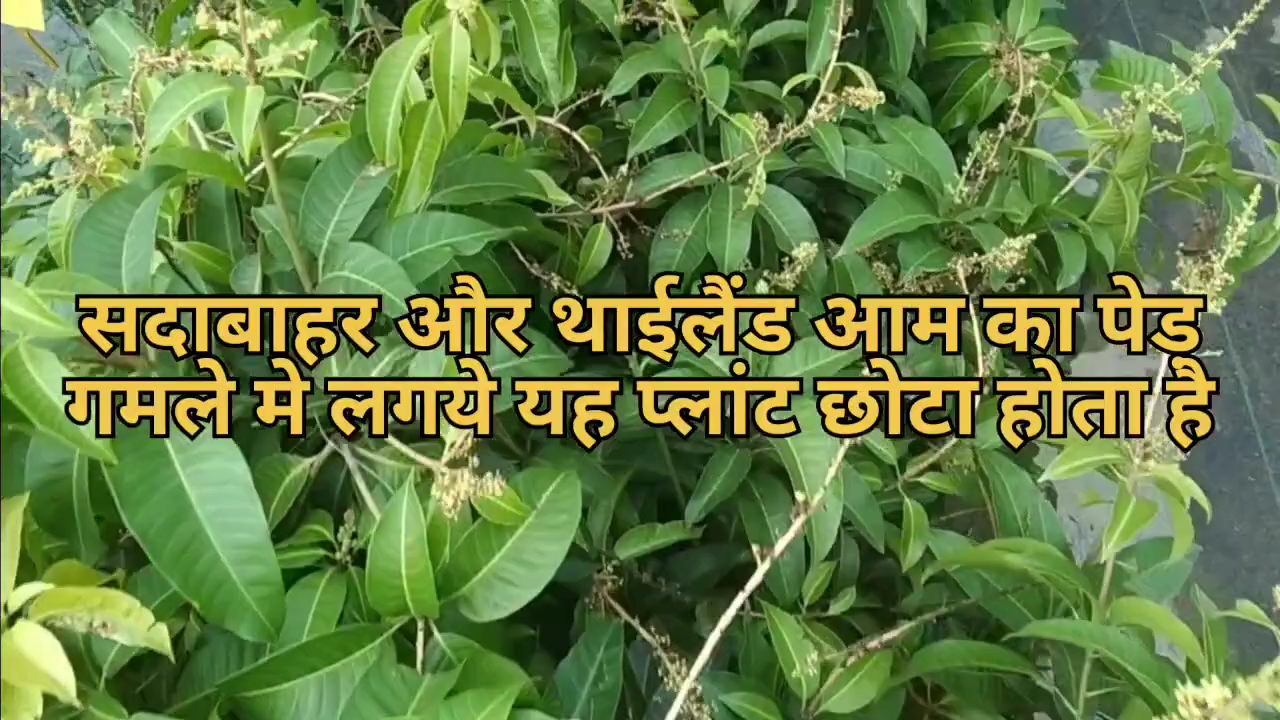 सदाबाहर और थाईलैंड आम का पेड़
गमले मे लगये यह प्लांट छोटा होता है